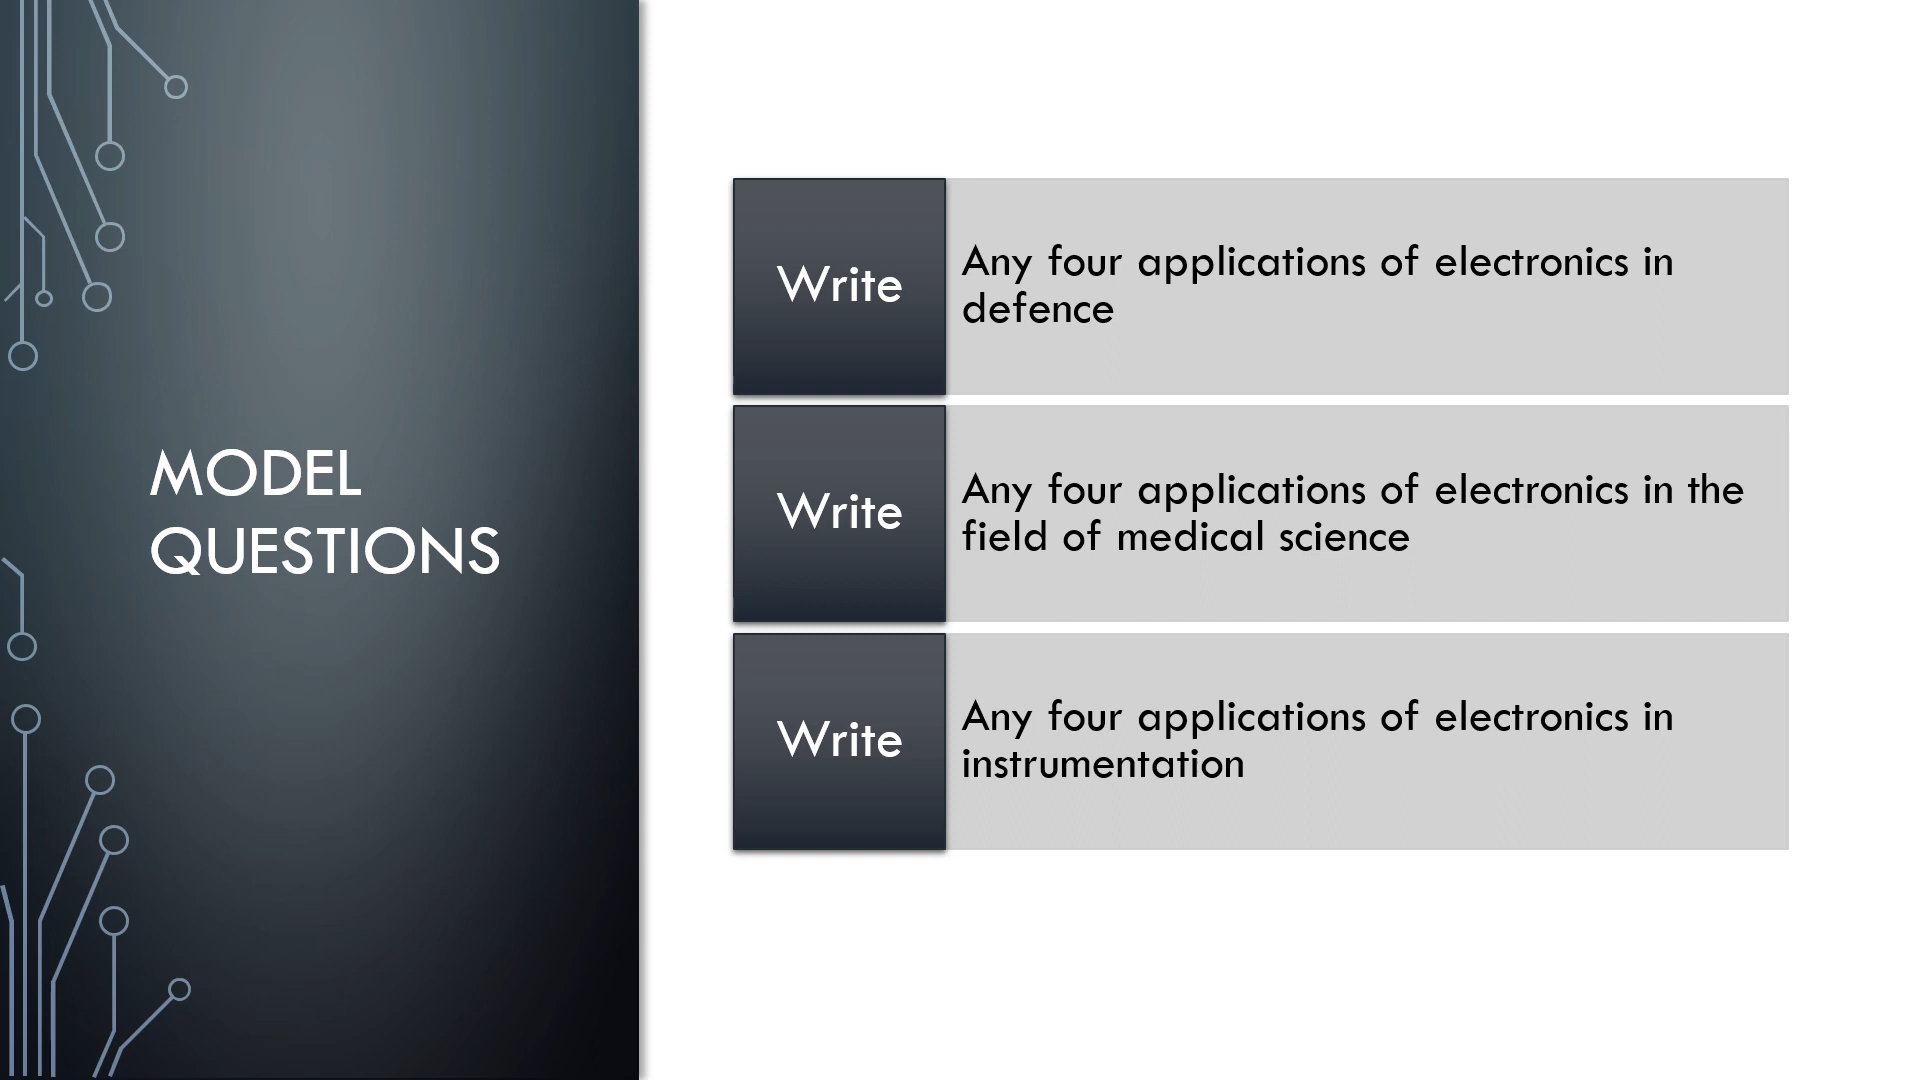 MODEL
QUESTIONS
Write
Any four applications of electronics in
defence
Write
Any four applications of electronics in the
field of medical science
Write
Any four applications of electronics in
instrumentation